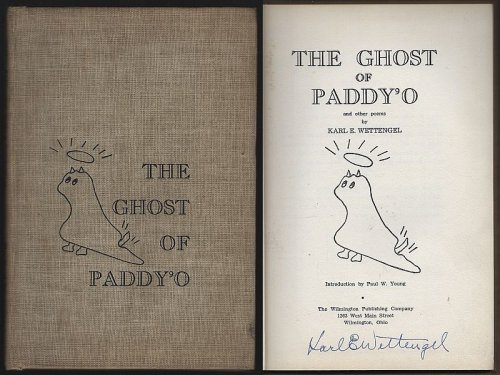 THE
GHOST
OF
PADDY'O
THE GHOST
OF
PADDY'O
and other poems
by
KARL E. WETTENGEL
Introduction by Paul W. Young
The Wilmington Publishing Company
1263 West Main Street
Wilmington, Ohio
Karl E Wettengel